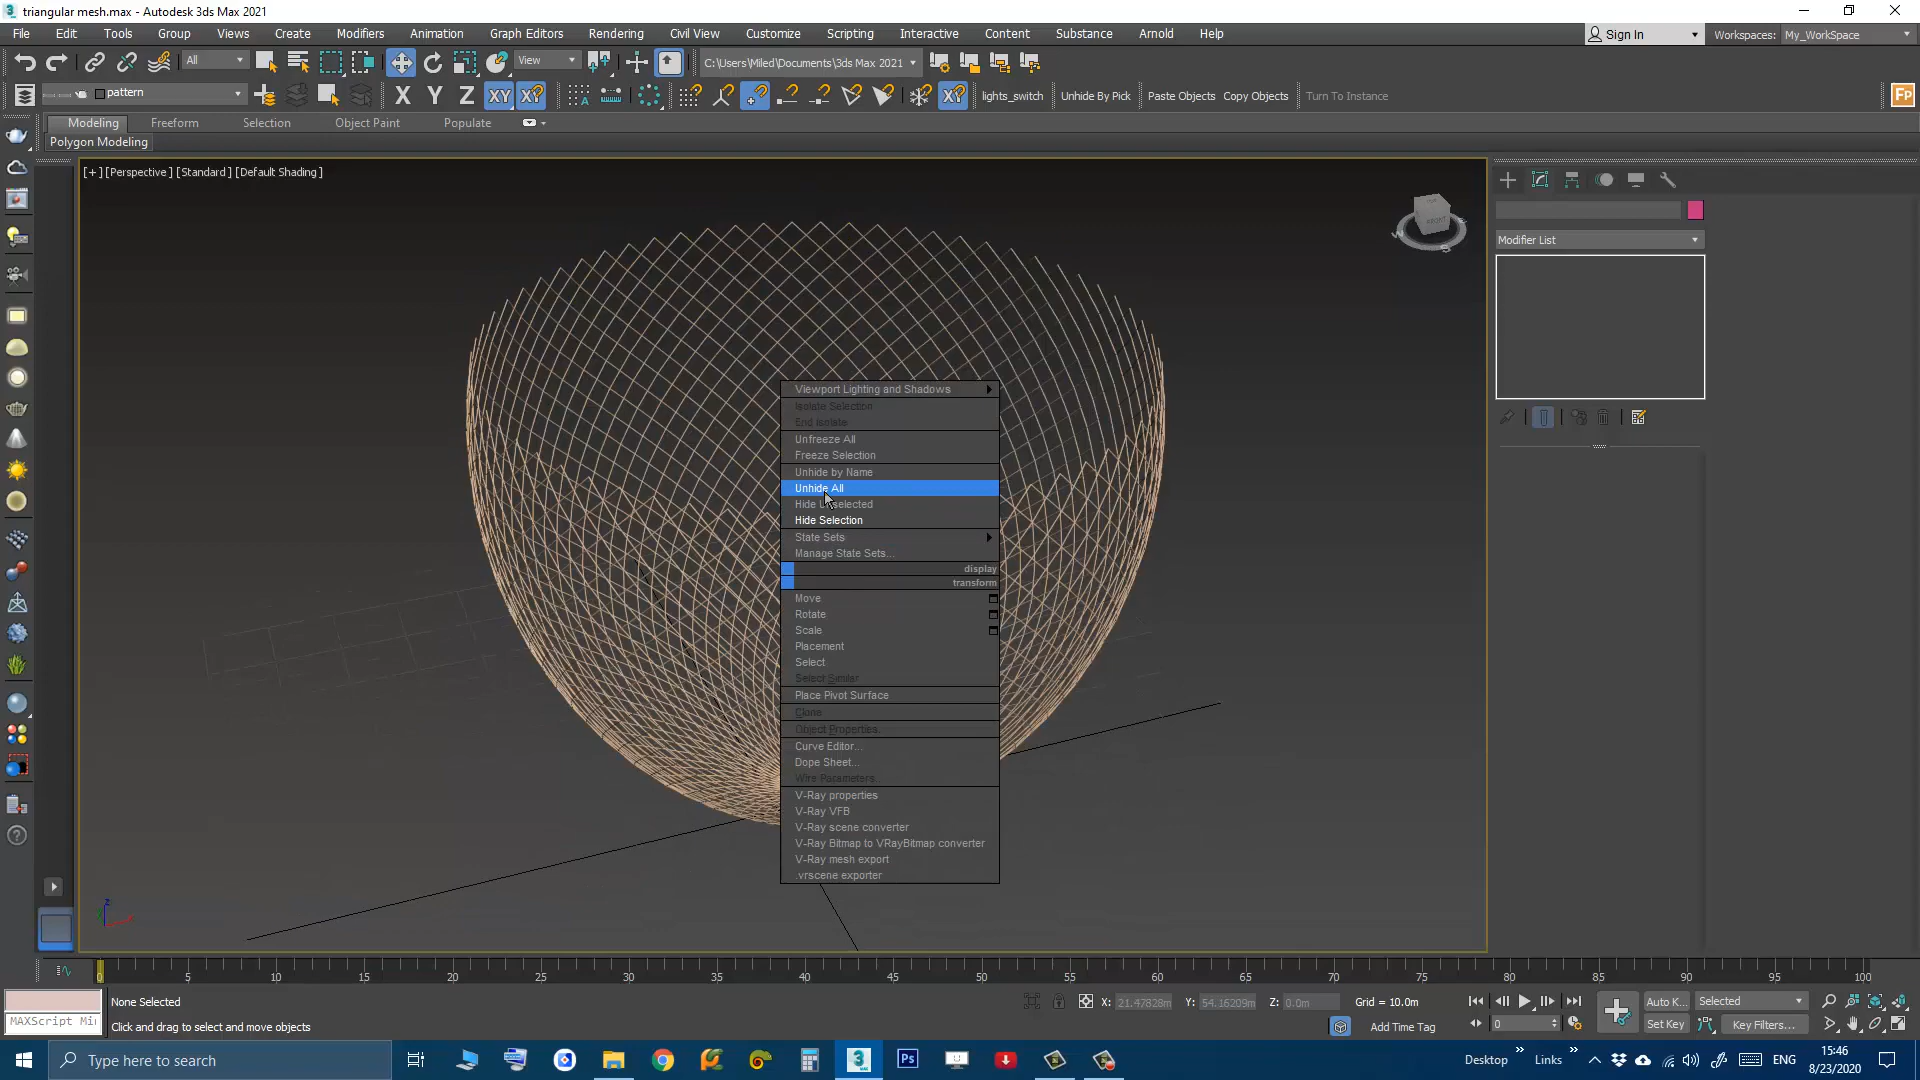 triangular mesh.max - Autodesk 3ds Max 2021
File Edit Tools Group Views Create Modifiers Animation Graph Editors Rendering Civil View Customize Scripting Interactive Content Substance Arnold Help
Sign In
Workspaces: My_WorkSpace
All
View
C:\Users\Miled\Documents\3ds Max 2021
pattern
X Y Z XY XY
XY
lights_switch
Unhide By Pick
Paste Objects
Copy Objects
Turn To Instance
Fp
Modeling Freeform Selection Object Paint Populate
Polygon Modeling
[+] [Perspective] [Standard] [Default Shading]
FRONT
Modifier List
Viewport Lighting and Shadows
Isolate Selection
End Isolate
Unfreeze All
Freeze Selection
Unhide by Name
Unhide All
Hide Unselected
Hide Selection
State Sets
Manage State Sets...
display
transform
Move
Rotate
Scale
Placement
Select
Select Similar
Place Pivot Surface
Clone
Object Properties...
Curve Editor...
Dope Sheet...
Wire Parameters...
V-Ray properties
V-Ray VFB
V-Ray scene converter
V-Ray Bitmap to VRayBitmap converter
V-Ray mesh export
.vrscene exporter
0 5 10 15 20 25 30 35 40 45 50 55 60 65 70 75 80 85 90 95 100
None Selected
X: 21.47828m Y: 54.16209m Z: 0.0m Grid = 10.0m
Auto K... Selected
MAXScript Mi
Click and drag to select and move objects
Add Time Tag
0
Set Key
Key Filters...
Type here to search
3
Ps
Desktop
Links
ENG
15:46
8/23/2020